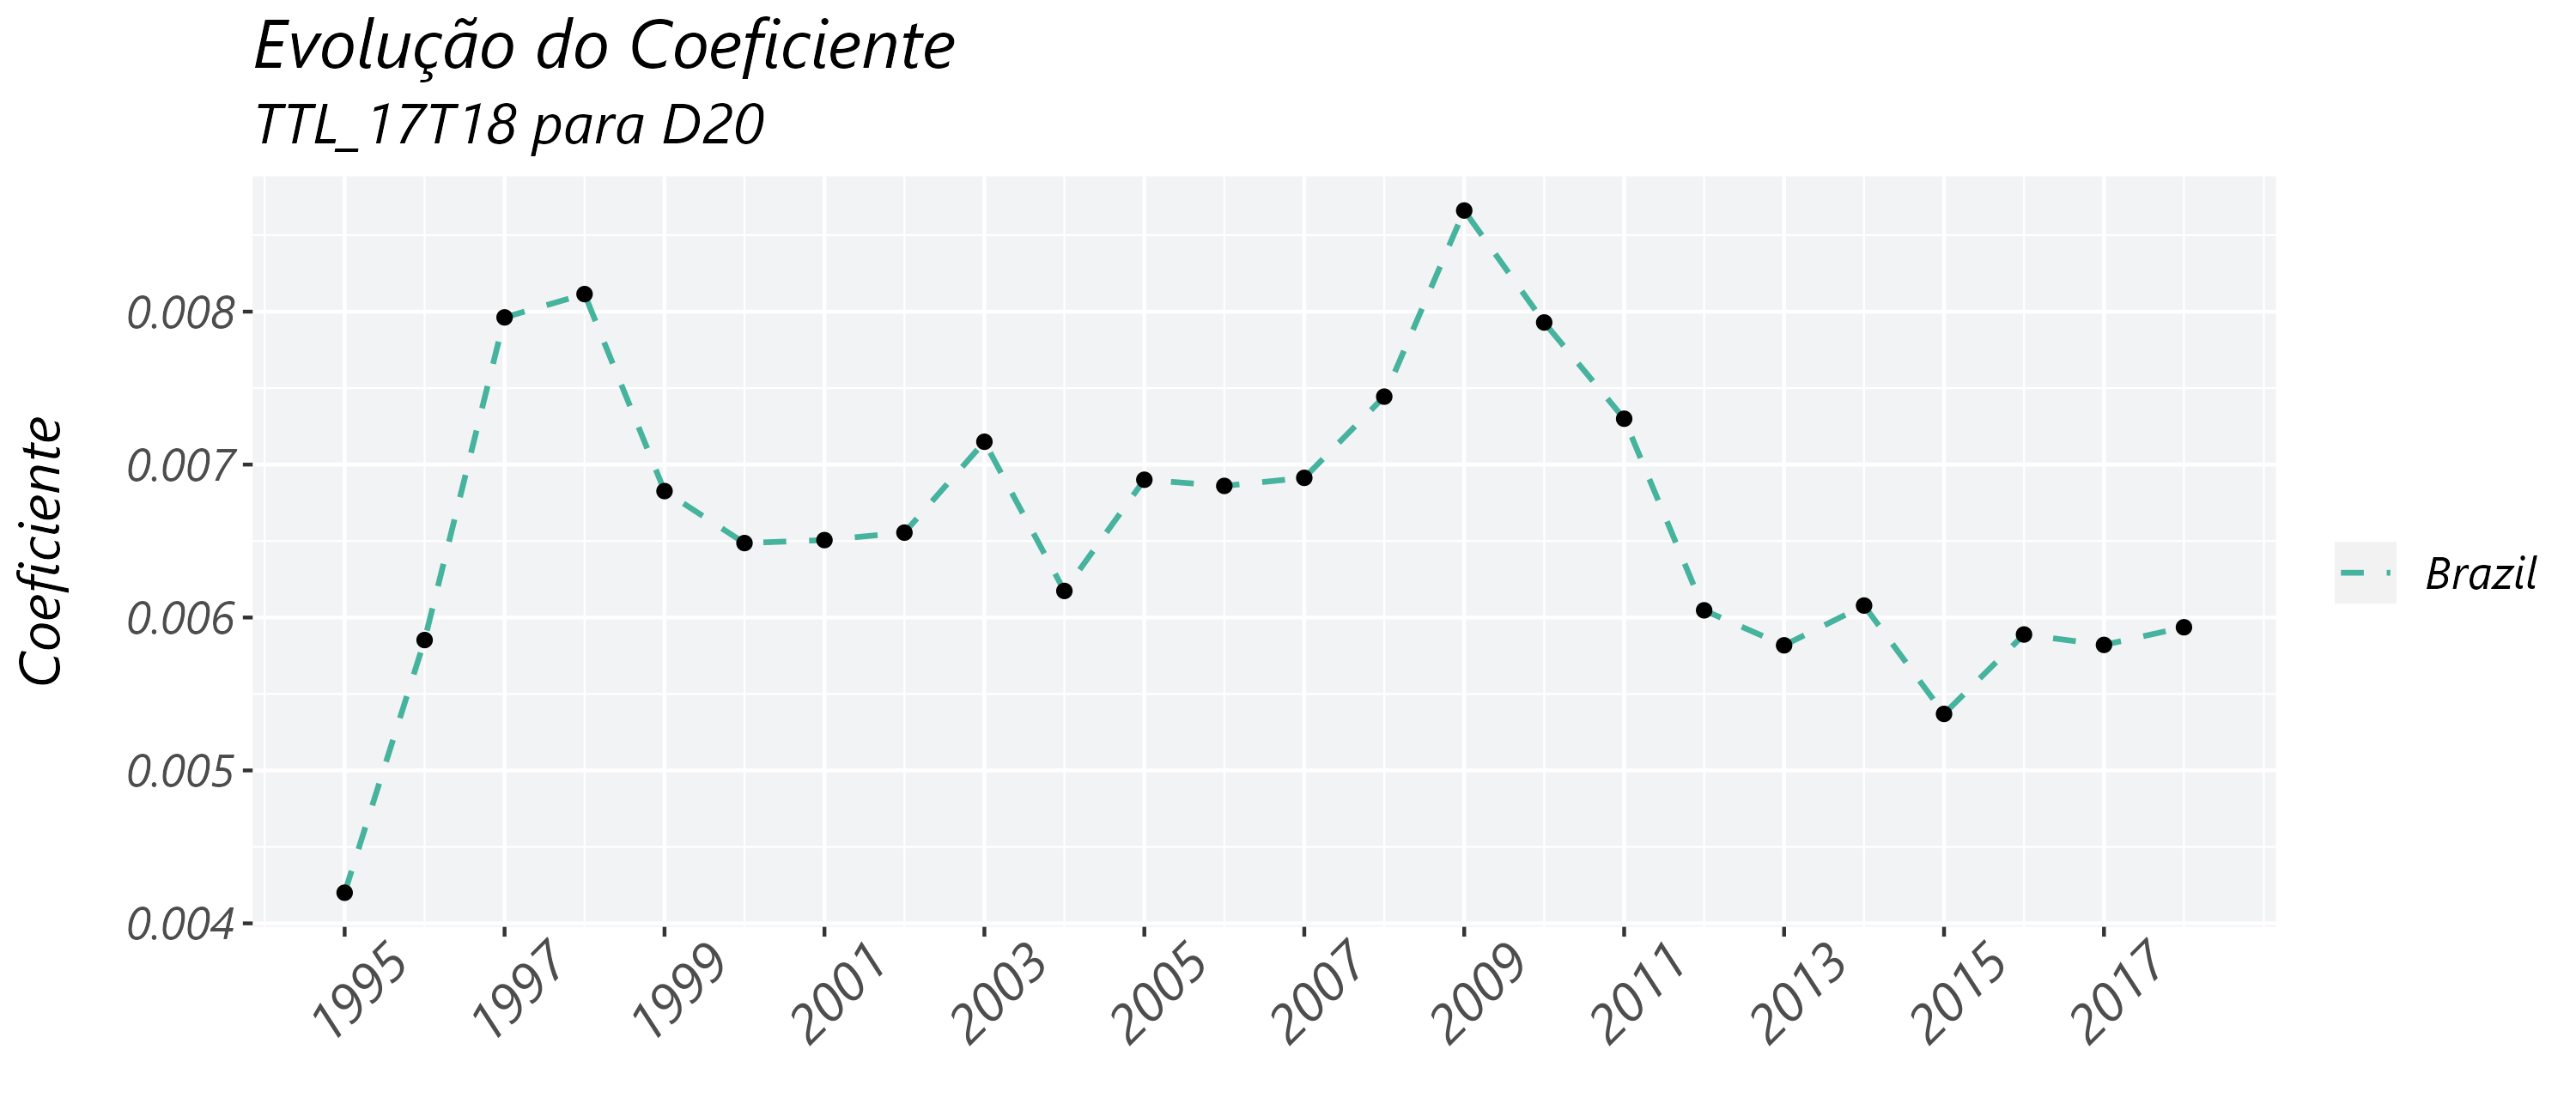 Evolução do Coeficiente
TTL_17T18 para D20
Coeficiente
0.008
0.007
0.006
0.005
0.004
1995 1997 1999 2001 2003 2005 2007 2009 2011 2013 2015 2017
Brazil